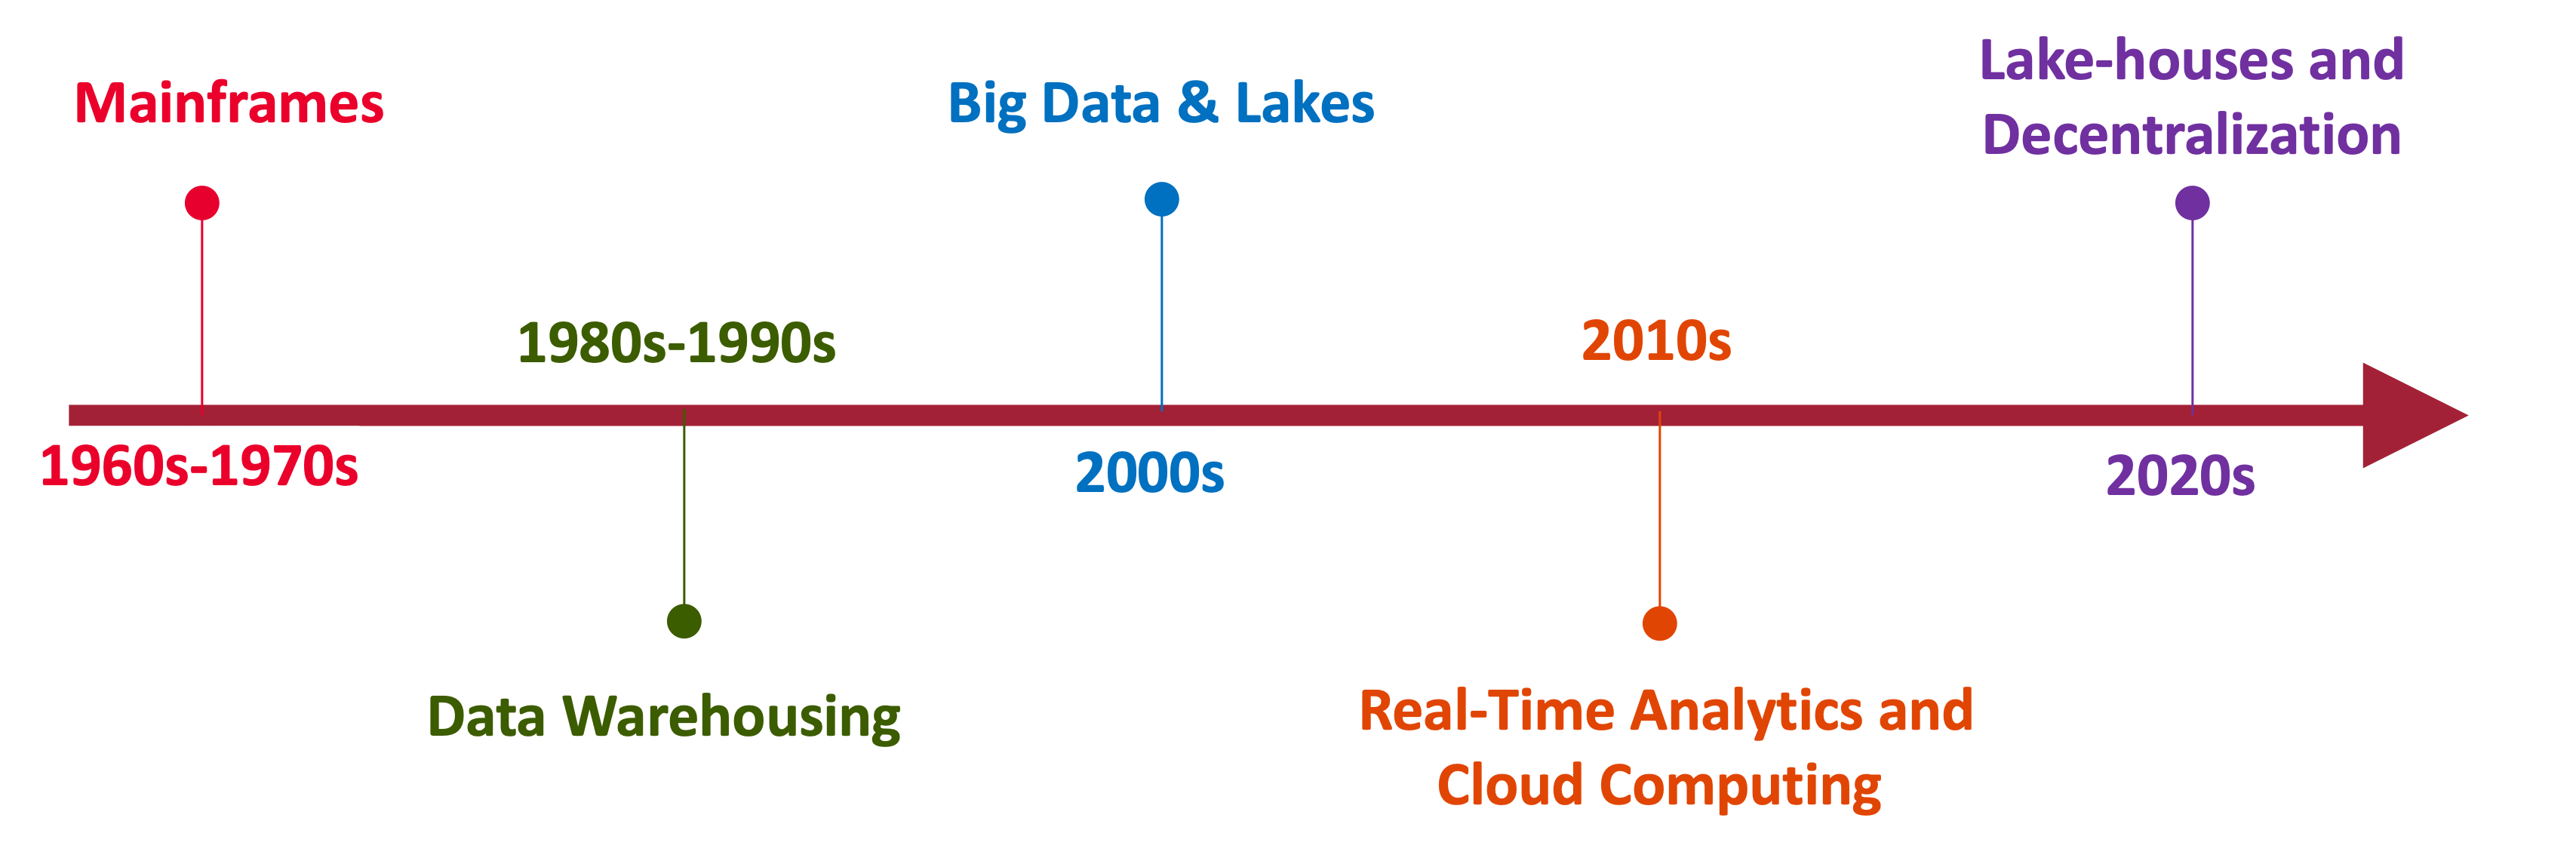 Mainframes
1960s-1970s
1980s-1990s
Data Warehousing
Big Data & Lakes
2000s
2010s
Real-Time Analytics and
Cloud Computing
Lake-houses and
Decentralization
2020s